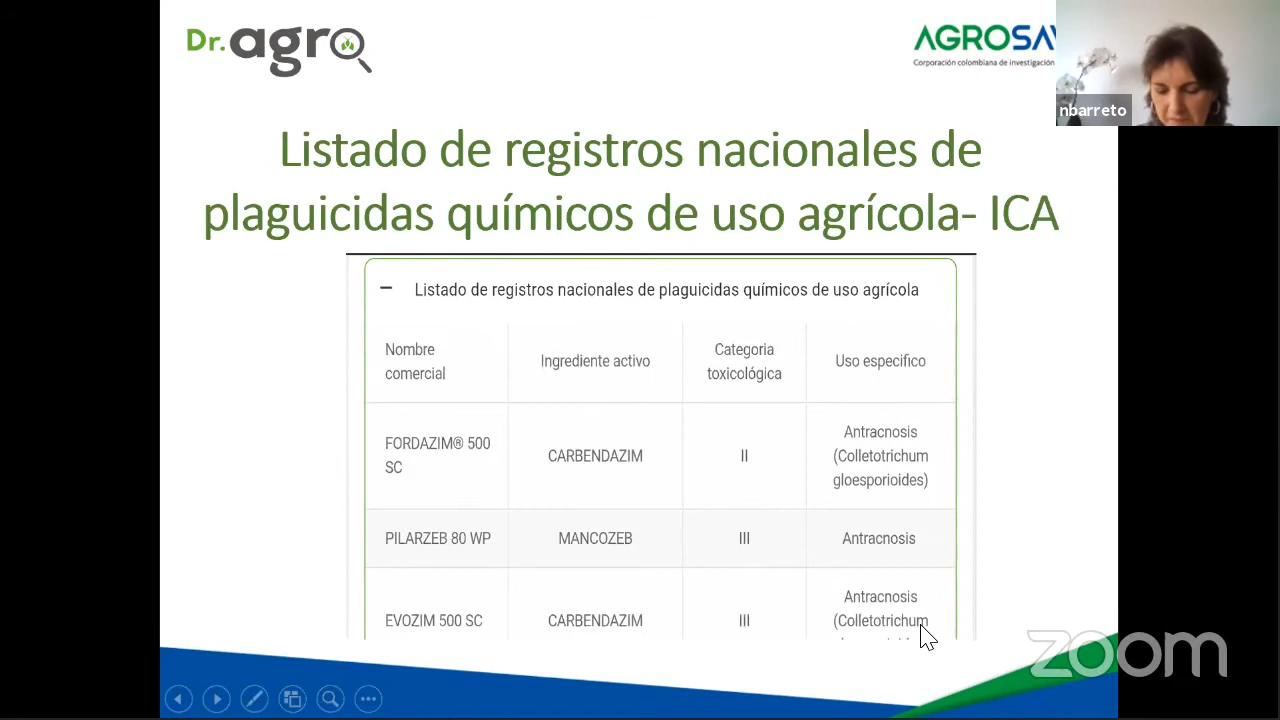 Dr.agro
AGROSAV
Corporación colombiana de investigación
nbarreto
Listado de registros nacionales de
plaguicidas químicos de uso agrícola- ICA
Listado de registros nacionales de plaguicidas químicos de uso agrícola
Nombre
comercial
Ingrediente activo
Categoria
toxicológica
Uso especifico
FORDAZIM® 500
SC
CARBENDAZIM
II
Antracnosis
(Colletotrichum
gloesporioides)
PILARZEB 80 WP
MANCOZEB
III
Antracnosis
EVOZIM 500 SC
CARBENDAZIM
III
Antracnosis
(Colletotrichum
zoom